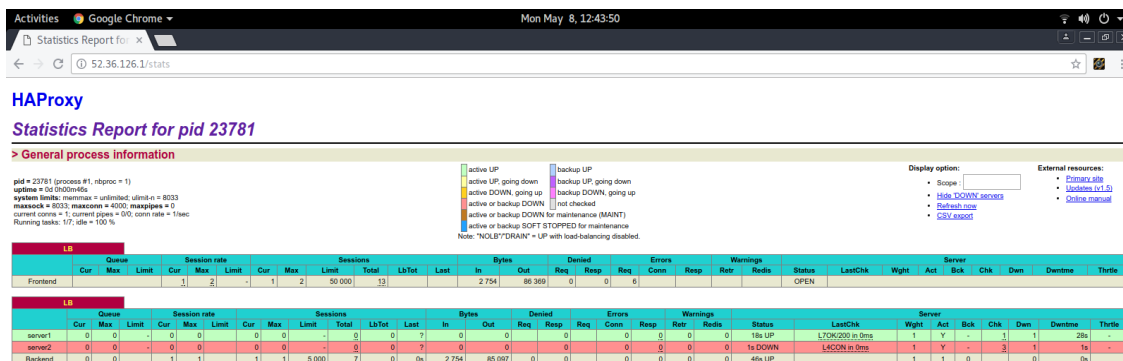 Activities Google Chrome Mon May 8, 12:43:50
Statistics Report for
52.36.126.1/stats
HAProxy
Statistics Report for pid 23781
> General process information
pid = 23781 (process #1, nbproc = 1)
uptime = 0d 0h00m46s
system limits: memmax = unlimited; ulimit-n = 8033
maxsock = 8033; maxconn = 4000; maxpipes = 0
current conns = 1; current pipes = 0/0; conn rate = 1/sec
Running tasks: 1/7; idle = 100 %
active UP backup UP
active UP, going down backup UP, going down
active DOWN, going up backup DOWN, going up
active or backup DOWN not checked
active or backup DOWN for maintenance (MAINT)
active or backup SOFT STOPPED for maintenance
Note: "NOLB"/"DRAIN" = UP with load-balancing disabled.
Display option:
• Scope :
• Hide 'DOWN' servers
• Refresh now
• CSV export
External resources:
• Primary site
• Updates (v1.5)
• Online manual
LB
Queue Session rate Sessions Bytes Denied Errors Warnings Server
Cur Max Limit Cur Max Limit Cur Max Limit Total LbTot Last In Out Req Resp Req Conn Resp Retr Redis Status LastChk Wght Act Bck Chk Dwn Dwntme Thrtle
Frontend 1 2 - 1 2 50 000 13 2 754 86 369 0 0 6 OPEN
LB
Queue Session rate Sessions Bytes Denied Errors Warnings Server
Cur Max Limit Cur Max Limit Cur Max Limit Total LbTot Last In Out Req Resp Req Conn Resp Retr Redis Status LastChk Wght Act Bck Chk Dwn Dwntme Thrtle
server1 0 0 - 0 0 0 0 - 0 0 ? 0 0 0 0 0 0 0 18s UP L7OK/200 in 0ms 1 Y - 1 1 28s -
server2 0 0 - 0 0 0 0 - 0 0 ? 0 0 0 0 0 0 0 1s DOWN L4CON in 0ms 1 Y - 3 1 1s -
Backend 0 0 1 1 1 1 5 000 7 0 0s 2 754 85 097 0 0 0 0 0 0 46s UP 1 1 0 0 0s